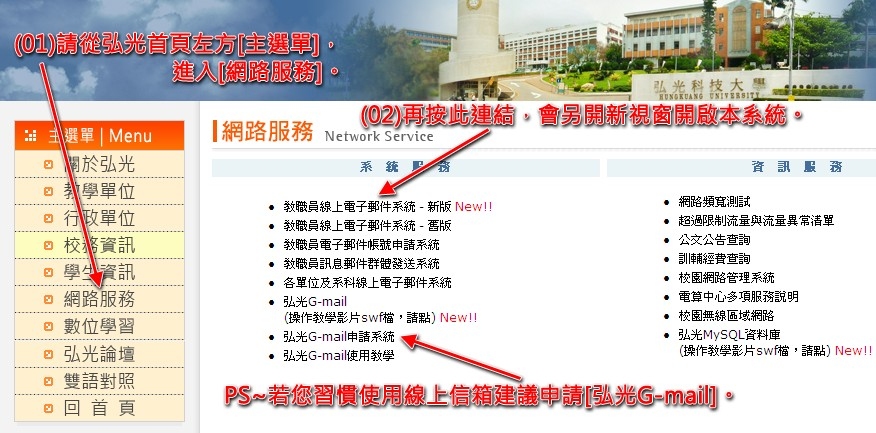 (01)請從弘光首頁左方[主選單]，
進入[網路服務]。
弘光科技大學
HUNGKUANG UNIVERSITY
(02)再按此連結，會另開新視窗開啟本系統。
主選單 | Menu
關於弘光
教學單位
行政單位
校務資訊
學生資訊
網路服務
數位學習
弘光論壇
雙語對照
回 首 頁
網路服務 Network Service
系 統 服 務
教職員線上電子郵件系統 - 新版 New!!
教職員線上電子郵件系統 - 舊版
教職員電子郵件帳號申請系統
教職員訊息郵件群體發送系統
各單位及系科線上電子郵件系統
弘光G-mail
(操作教學影片swf檔，請點) New!!
弘光G-mail申請系統
弘光G-mail使用教學
資 訊 服 務
網路頻寬測試
超過限制流量與流量異常清單
公文公告查詢
訓輔經費查詢
校園網路管理系統
電算中心多項服務說明
校園無線區域網路
弘光MySQL資料庫
(操作教學影片swf檔，請點) New!!
PS~若您習慣使用線上信箱建議申請[弘光G-mail]。